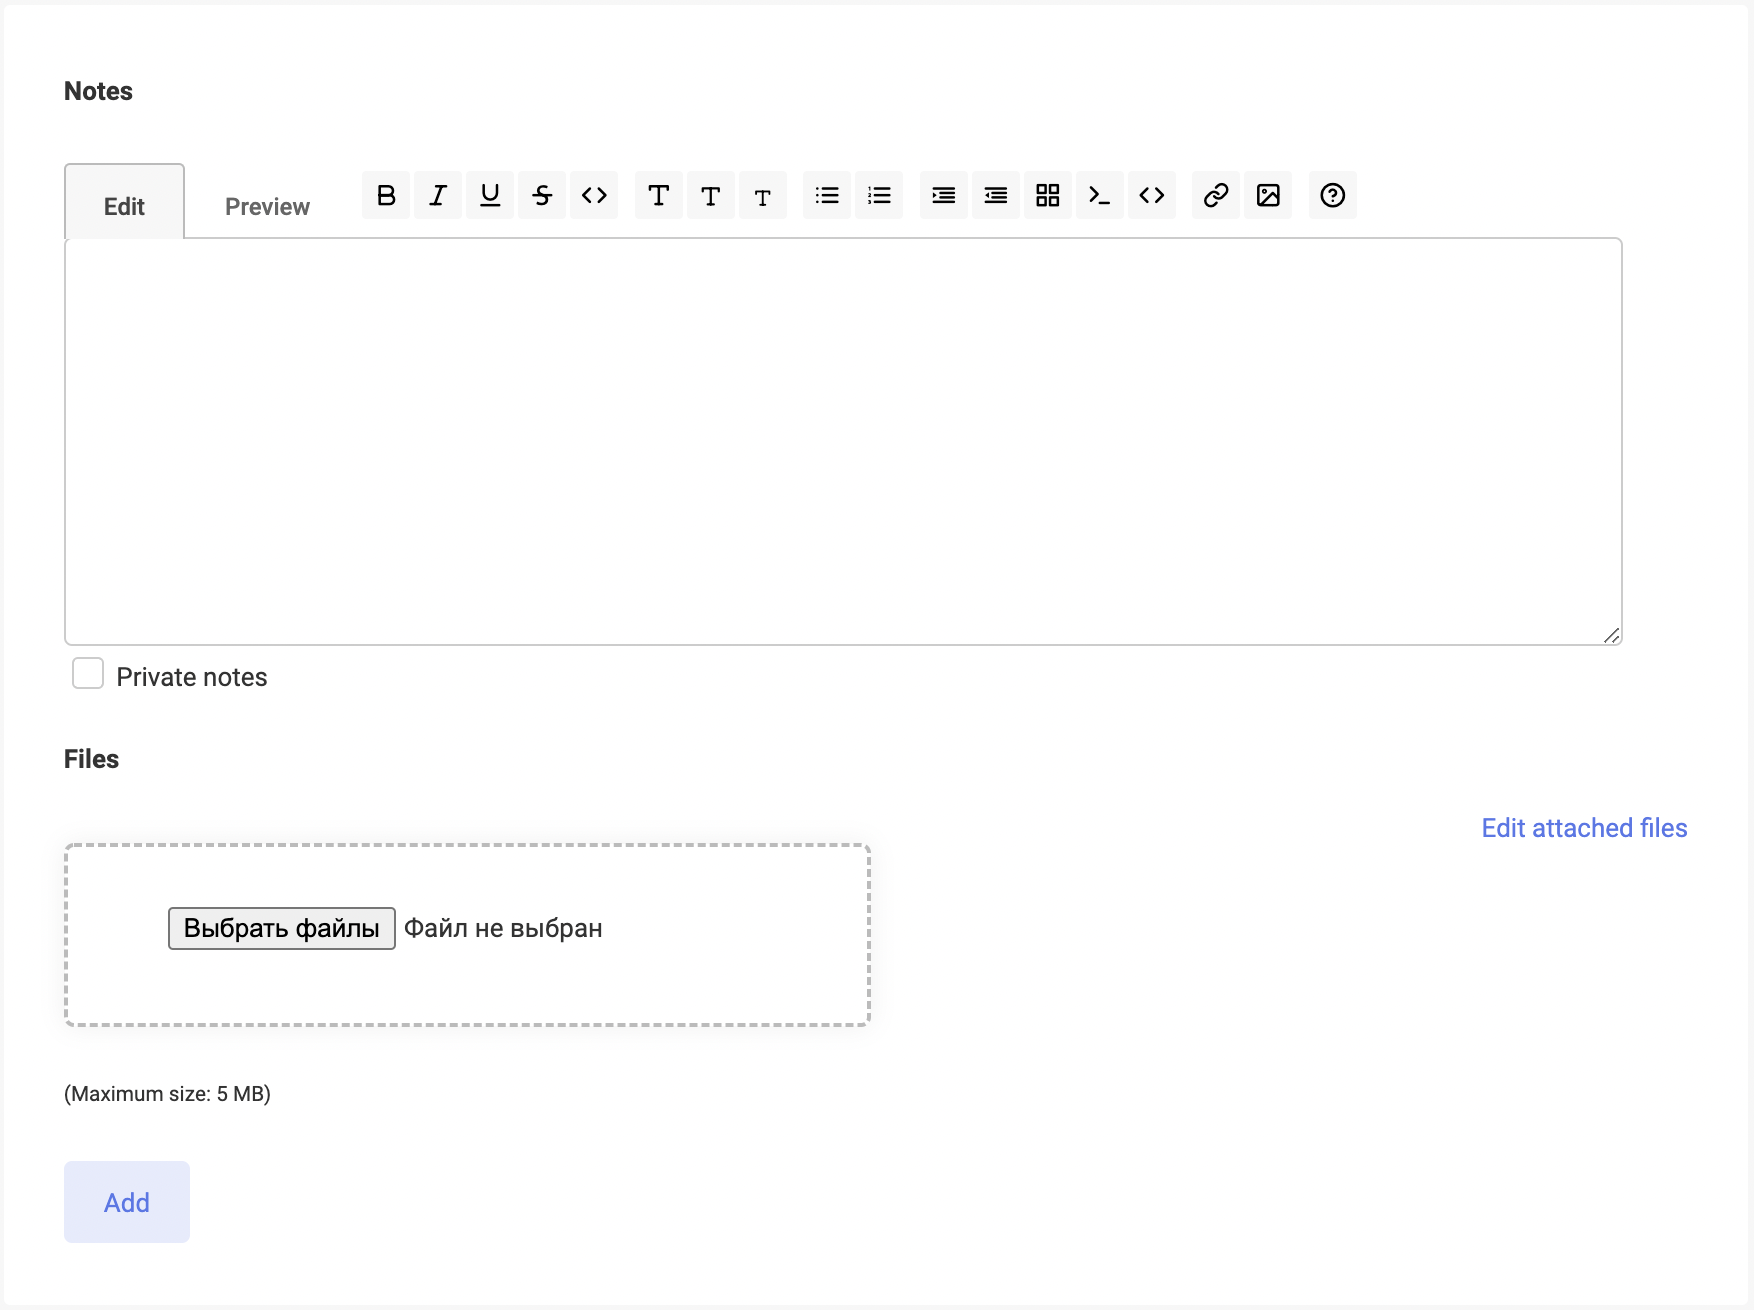 Notes
Edit
Preview
Private notes
Files
Edit attached files
Выбрать файлы Файл не выбран
(Maximum size: 5 MB)
Add